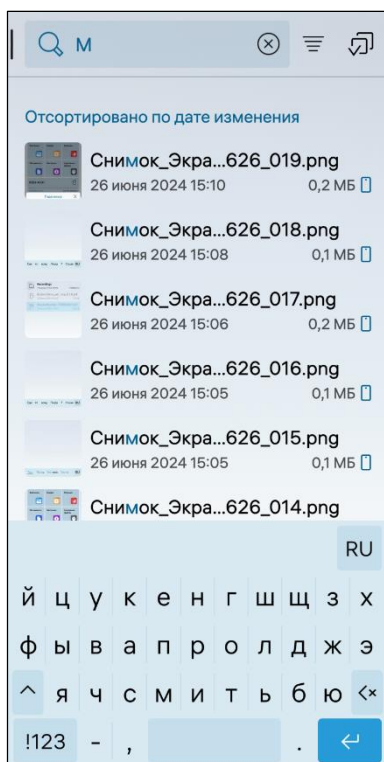 М
Отсортировано по дате изменения
Снимок_Экра...626_019.png
26 июня 2024 15:10 0,2 МБ
Снимок_Экра...626_018.png
26 июня 2024 15:08 0,1 МБ
Снимок_Экра...626_017.png
26 июня 2024 15:06 0,2 МБ
Снимок_Экра...626_016.png
26 июня 2024 15:05 0,1 МБ
Снимок_Экра...626_015.png
26 июня 2024 15:05 0,1 МБ
Снимок_Экра...626_014.png
RU
й ц у к е н г ш щ з х
ф ы в а п р о л д ж э
я ч с м и т ь б ю
!123 - , .